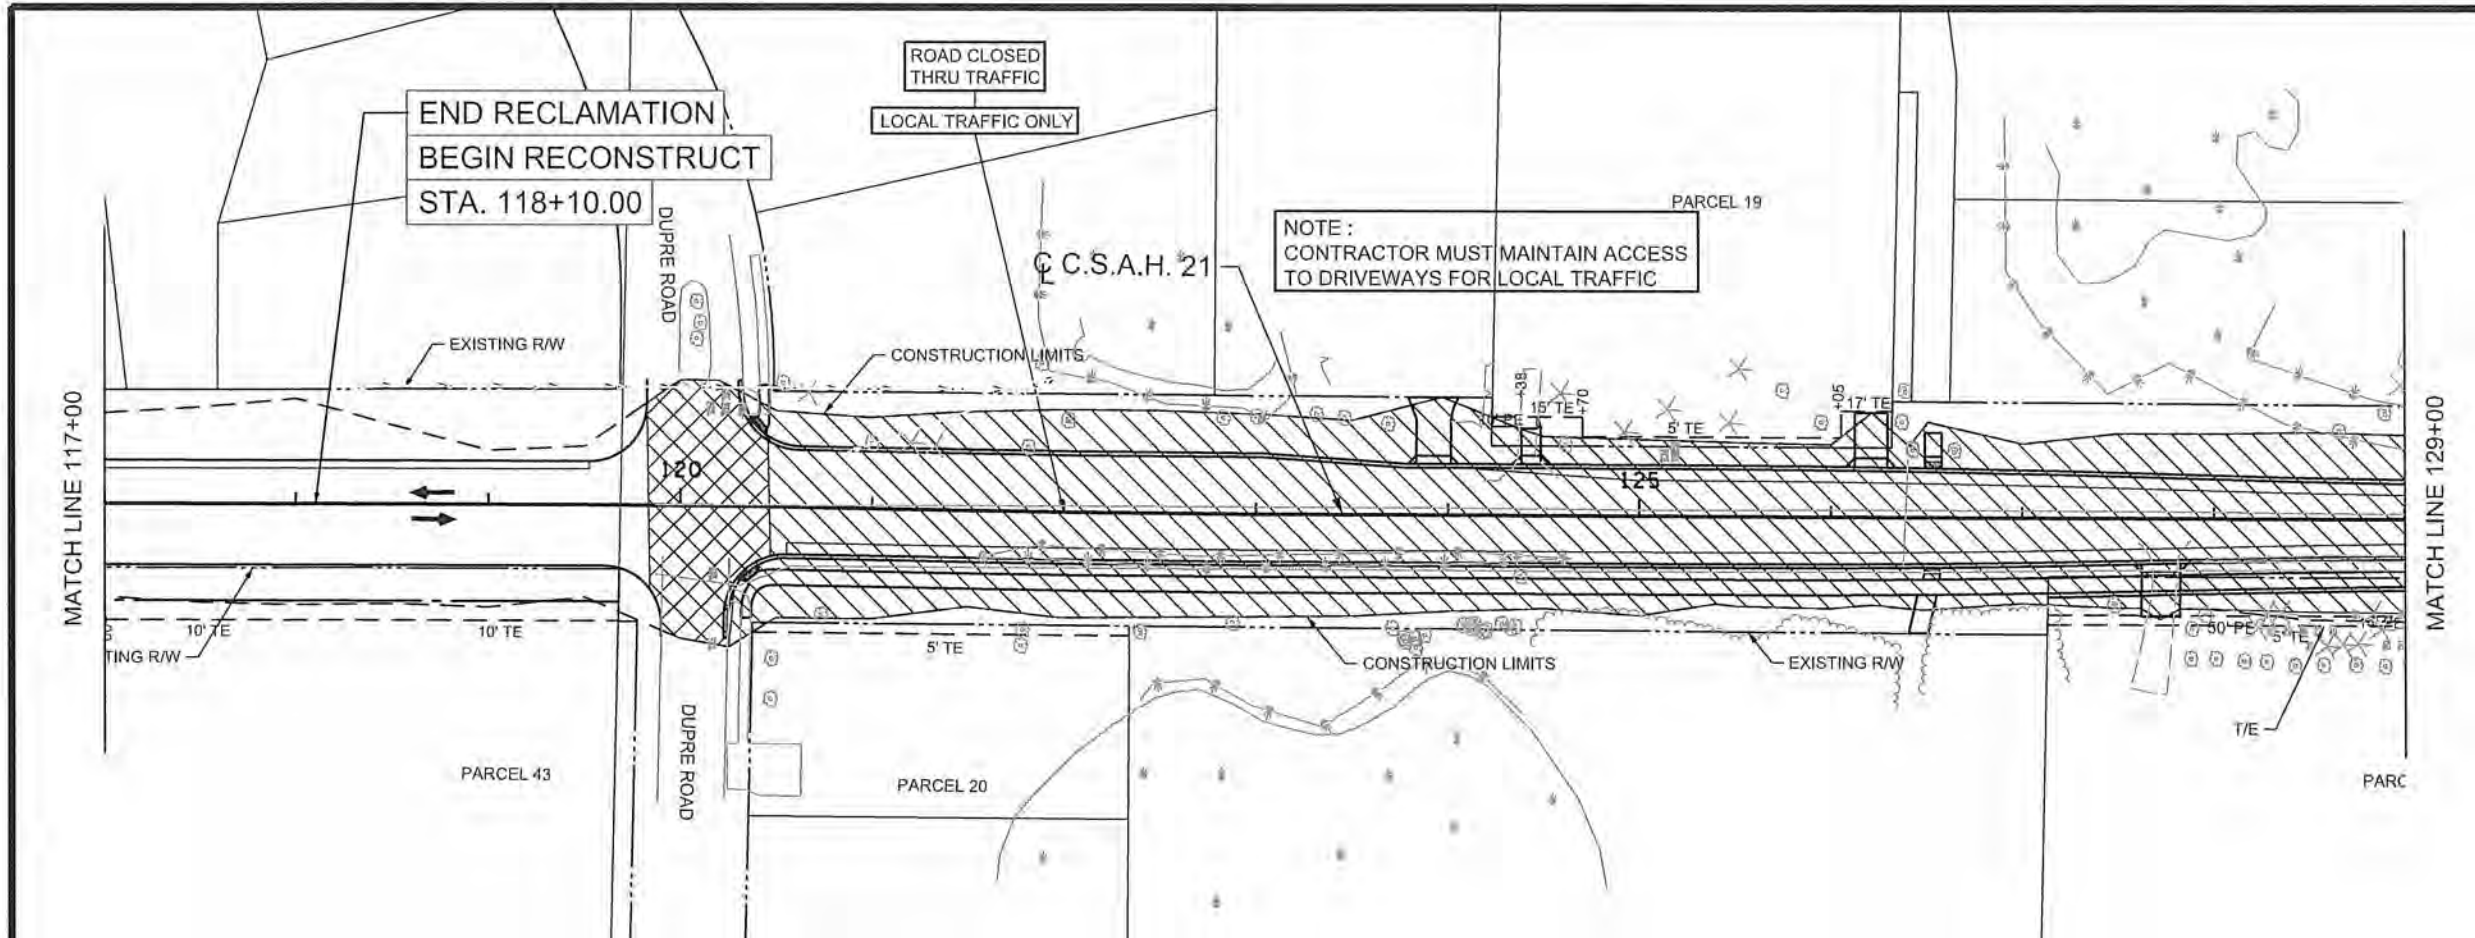 ROAD CLOSED
THRU TRAFFIC
LOCAL TRAFFIC ONLY
END RECLAMATION
BEGIN RECONSTRUCT
STA. 118+10.00
DUPRE ROAD
PARCEL 19
NOTE :
CONTRACTOR MUST MAINTAIN ACCESS
TO DRIVEWAYS FOR LOCAL TRAFFIC
℄ C.S.A.H. 21
EXISTING R/W
CONSTRUCTION LIMITS
MATCH LINE 117+00
MATCH LINE 129+00
+38
15' TE
+70
5' TE
+05
17' TE
PE
120
125
10' TE
10' TE
TING R/W
5' TE
CONSTRUCTION LIMITS
EXISTING R/W
50' PE
5' TE
T/E
DUPRE ROAD
PARCEL 43
PARCEL 20
PARC